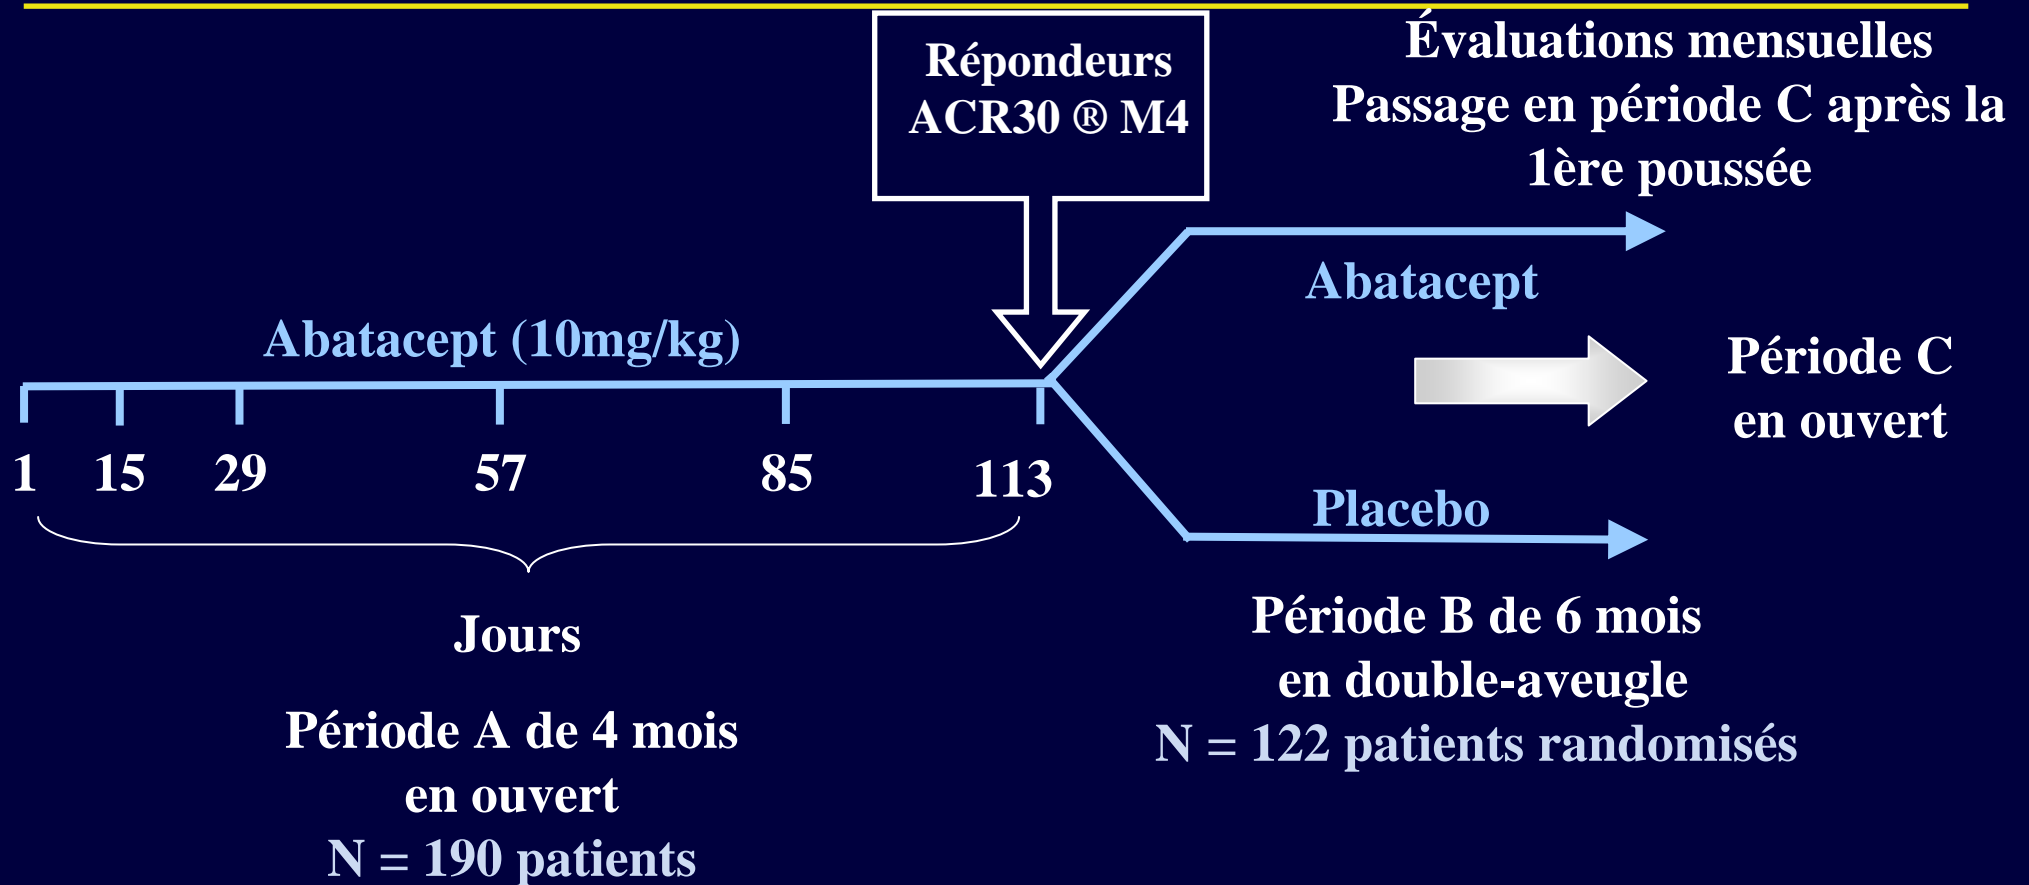 Répondeurs
ACR30 ® M4
Évaluations mensuelles
Passage en période C après la
1ère poussée
Abatacept (10mg/kg)
1 15 29 57 85 113
Jours
Période A de 4 mois
en ouvert
N = 190 patients
Abatacept
Placebo
Période C
en ouvert
Période B de 6 mois
en double-aveugle
N = 122 patients randomisés